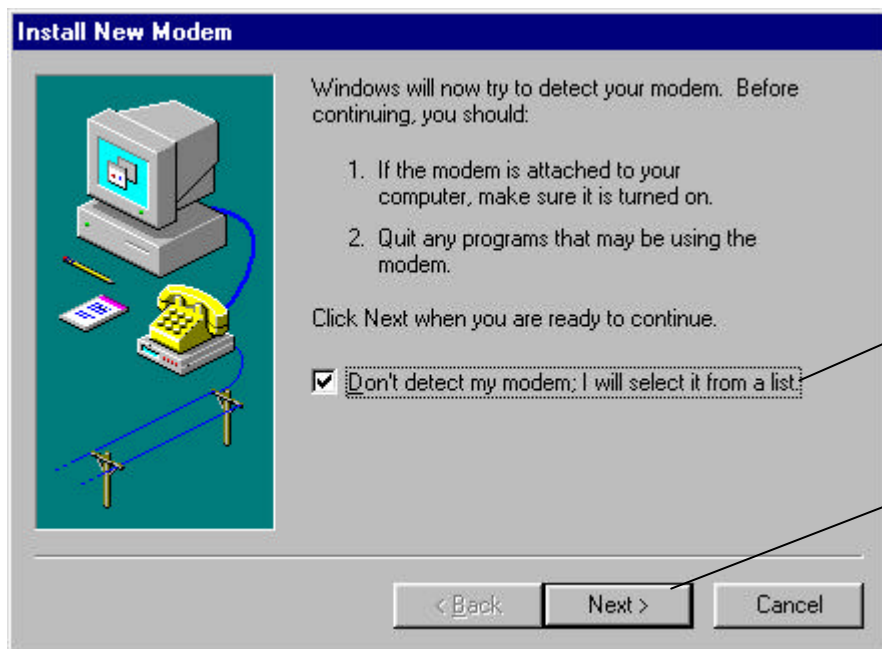 Install New Modem
Windows will now try to detect your modem. Before
continuing, you should:
1. If the modem is attached to your
computer, make sure it is turned on.
2. Quit any programs that may be using the
modem.
Click Next when you are ready to continue.
Don't detect my modem; I will select it from a list.
< Back
Next >
Cancel